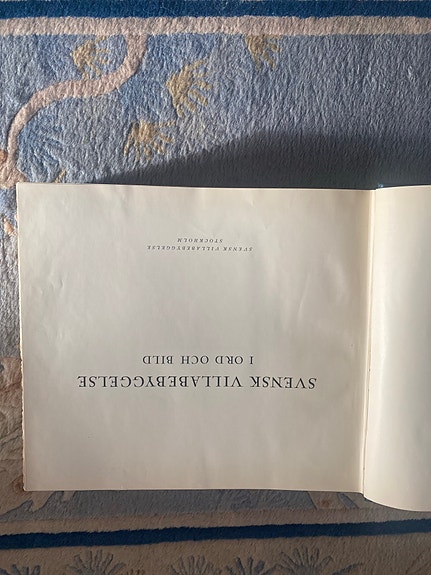 SVENSK VILLABEBYGGELSE
I ORD OCH BILD
SVENSK VILLABEBYGGELSE
STOCKHOLM